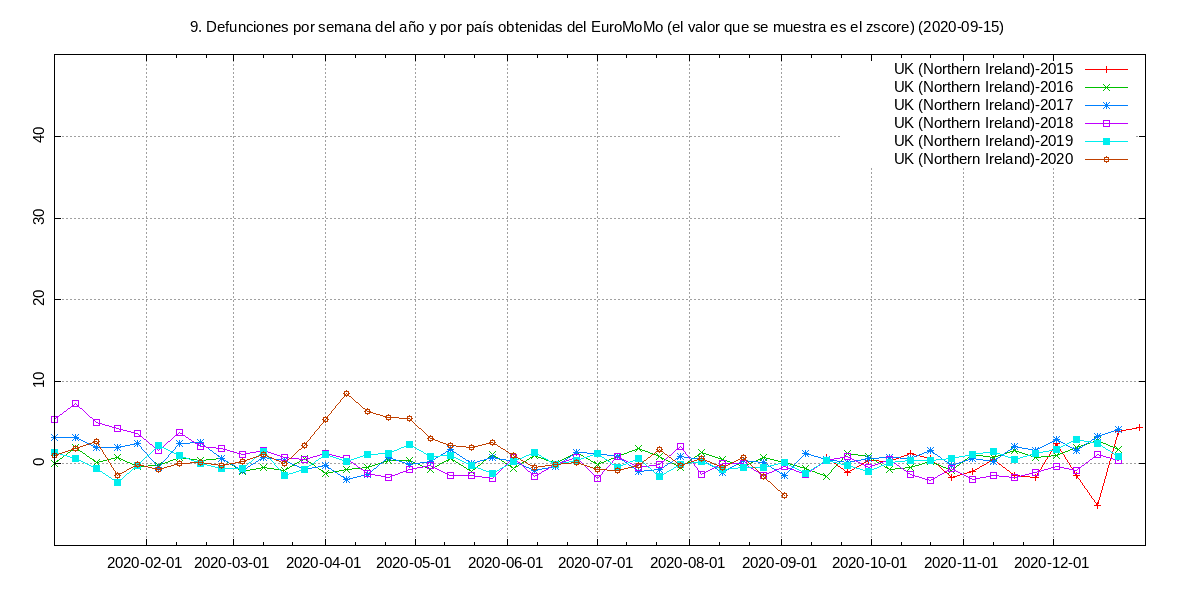 9. Defunciones por semana del año y por país obtenidas del EuroMoMo (el valor que se muestra es el zscore) (2020-09-15)
UK (Northern Ireland)-2015
UK (Northern Ireland)-2016
UK (Northern Ireland)-2017
UK (Northern Ireland)-2018
UK (Northern Ireland)-2019
UK (Northern Ireland)-2020
40
30
20
10
0
2020-02-01 2020-03-01 2020-04-01 2020-05-01 2020-06-01 2020-07-01 2020-08-01 2020-09-01 2020-10-01 2020-11-01 2020-12-01